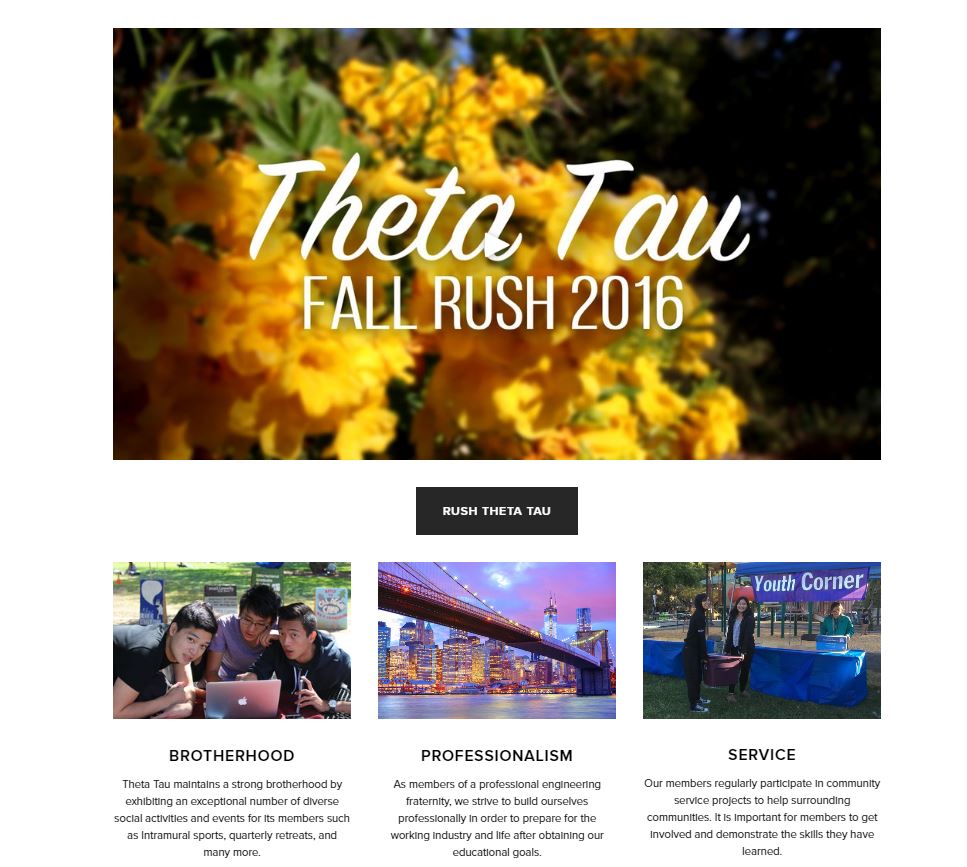 Theta Tau
FALL RUSH 2016
RUSH THETA TAU
Youth Corner
BROTHERHOOD
Theta Tau maintains a strong brotherhood by
exhibiting an exceptional number of diverse
social activities and events for its members such
as Intramural sports, quarterly retreats, and
many more.
PROFESSIONALISM
As members of a professional engineering
fraternity, we strive to build ourselves
professionally in order to prepare for the
working industry and life after obtaining our
educational goals.
SERVICE
Our members regularly participate in community
service projects to help surrounding
communities. It is important for members to get
involved and demonstrate the skills they have
learned.